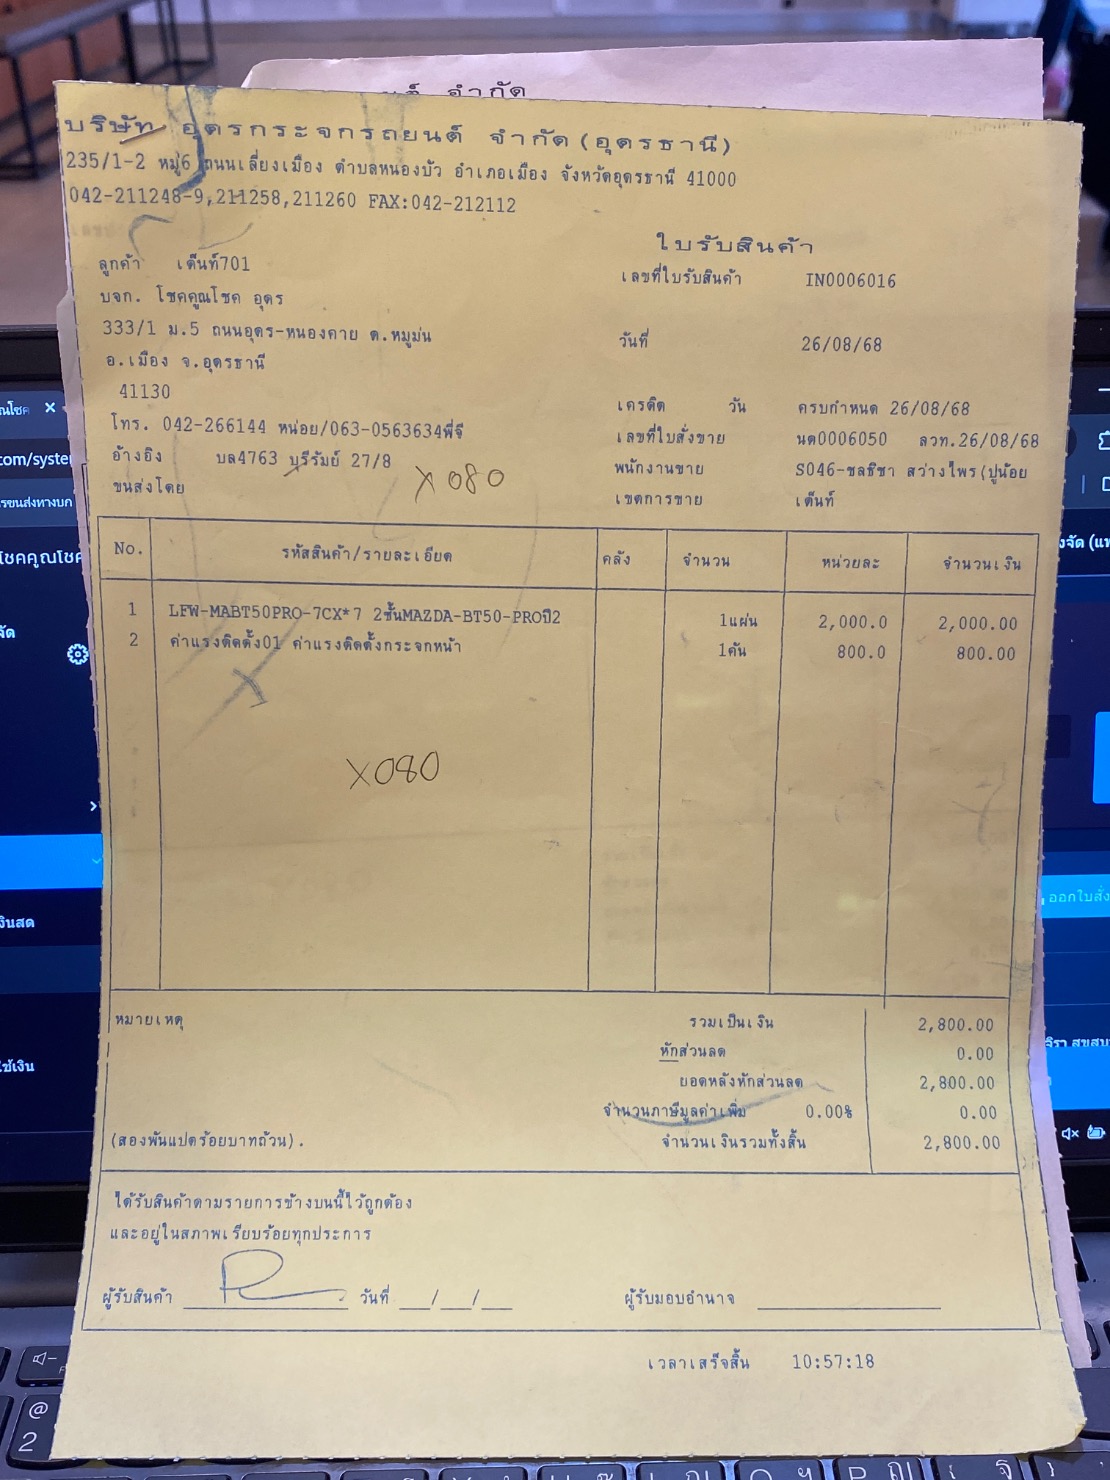 บริษัท อุดรกระจกรถยนต์ จำกัด(อุดรธานี)
235/1-2 หมู่6 ถนนเลี่ยงเมือง ตำบลหนองบัว อำเภอเมือง จังหวัดอุดรธานี 41000
042-211248-9,211258,211260 FAX:042-212112
ใบรับสินค้า
ลูกค้า เต็นท์701
เลขที่ใบรับสินค้า IN0006016
บจก. โชคคูณโชค อุดร
333/1 ม.5 ถนนอุดร-หนองคาย ต.หมูม่น
วันที่ 26/08/68
อ.เมือง จ.อุดรธานี
41130
เครดิต วัน ครบกำหนด 26/08/68
โทร. 042-266144 หน่อย/063-0563634พี่จี
เลขที่ใบสั่งขาย นด0006050 ลวท.26/08/68
อ้างอิง บล4763 บุรีรัมย์ 27/8
พนักงานขาย S046-ชลธิชา สว่างไพร(ปูน้อย
ขนส่งโดย
X080
เขตการขาย เต็นท์
No. รหัสสินค้า/รายละเอียด คลัง จำนวน หน่วยละ จำนวนเงิน
1 LFW-MABT50PRO-7CX*7 2ชั้นMAZDA-BT50-PROปี2 1แผ่น 2,000.0 2,000.00
2 ค่าแรงติดตั้ง01 ค่าแรงติดตั้งกระจกหน้า 1คัน 800.0 800.00
X080
หมายเหตุ รวมเป็นเงิน 2,800.00
หักส่วนลด 0.00
ยอดหลังหักส่วนลด 2,800.00
จำนวนภาษีมูลค่าเพิ่ม 0.00% 0.00
(สองพันแปดร้อยบาทถ้วน). จำนวนเงินรวมทั้งสิ้น 2,800.00
ได้รับสินค้าตามรายการข้างบนนี้ไว้ถูกต้อง
และอยู่ในสภาพเรียบร้อยทุกประการ
ผู้รับสินค้า วันที่ __/__/__ ผู้รับมอบอำนาจ
เวลาเสร็จสิ้น 10:57:18